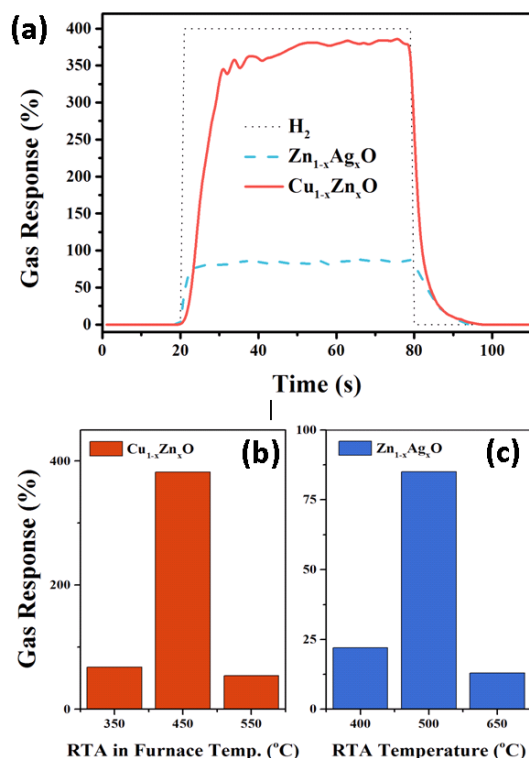 (a)
400
350
300
250
200
150
100
50
0
Gas Response (%)
H₂
Zn₁₋ₓAgₓO
Cu₁₋ₓZnₓO
0 20 40 60 80 100
Time (s)
(b)
Cu₁₋ₓZnₓO
400
200
0
Gas Response (%)
350 450 550
RTA in Furnace Temp. (°C)
(c)
Zn₁₋ₓAgₓO
100
75
50
25
0
400 500 650
RTA Temperature (°C)